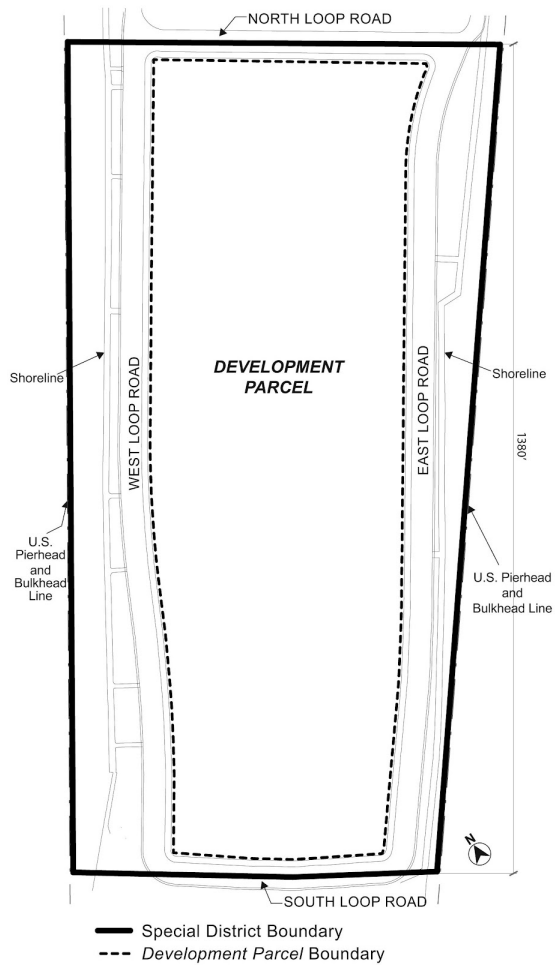 NORTH LOOP ROAD
DEVELOPMENT
PARCEL
WEST LOOP ROAD
EAST LOOP ROAD
Shoreline
Shoreline
1380'
U.S.
Pierhead
and
Bulkhead
Line
U.S. Pierhead
and
Bulkhead Line
N
SOUTH LOOP ROAD
Special District Boundary
Development Parcel Boundary